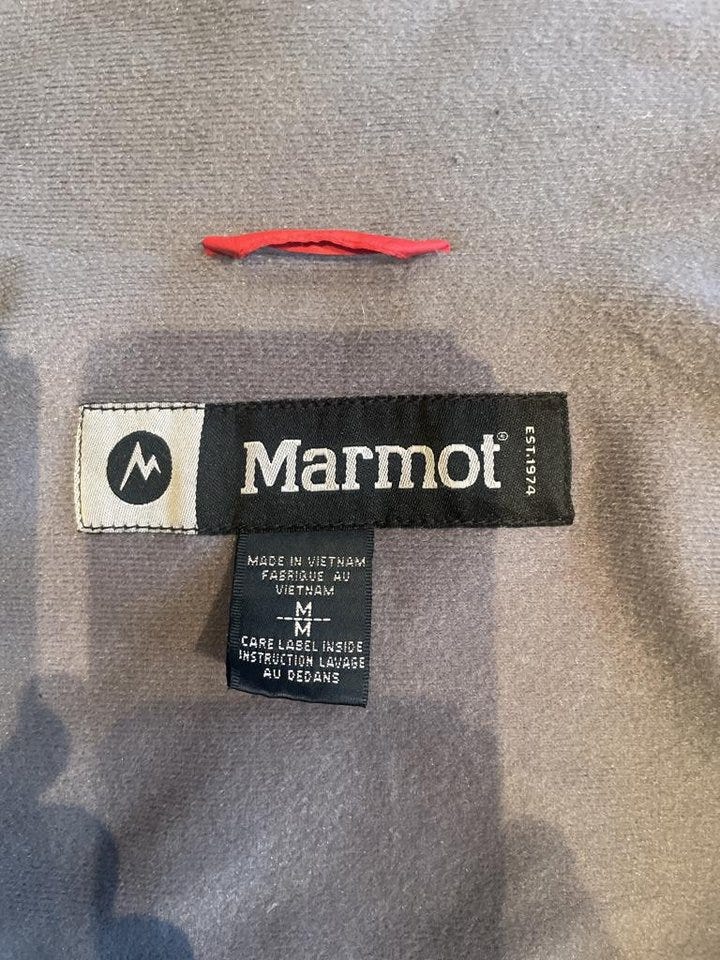 Marmot®
EST.1974
MADE IN VIETNAM
FABRIQUE AU
VIETNAM
M
M
CARE LABEL INSIDE
INSTRUCTION LAVAGE
AU DEDANS